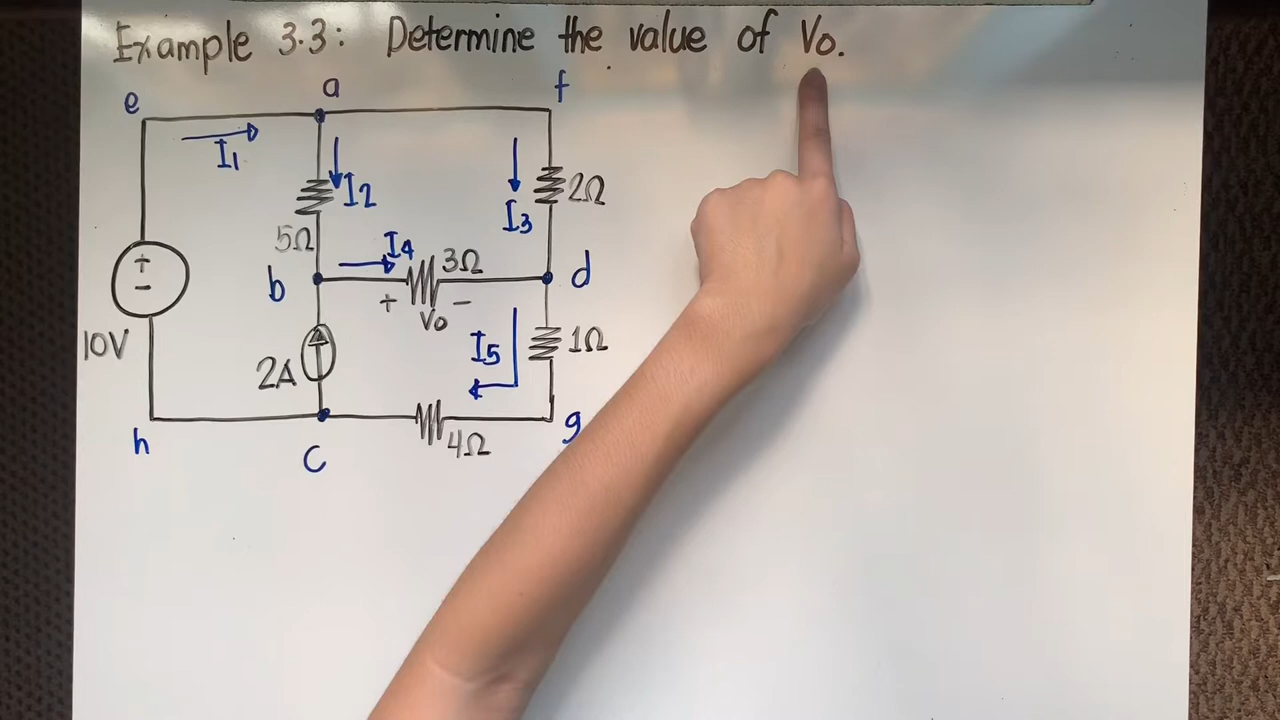 Example 3.3: Determine the value of Vo.
e
a
f
I1
I2
I3
2Ω
5Ω
I4
3Ω
b
d
+
-
+ -
Vo
10V
2A
I5
1Ω
h
c
4Ω
g